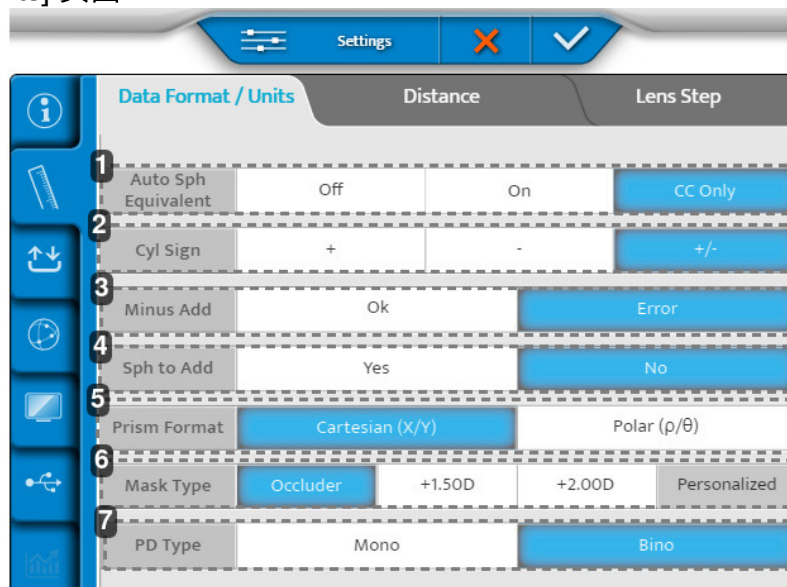 Settings
Data Format / Units Distance Lens Step
1
Auto Sph Equivalent Off On CC Only
2
Cyl Sign + - +/-
3
Minus Add Ok Error
4
Sph to Add Yes No
5
Prism Format Cartesian (X/Y) Polar (ρ/θ)
6
Mask Type Occluder +1.50D +2.00D Personalized
7
PD Type Mono Bino